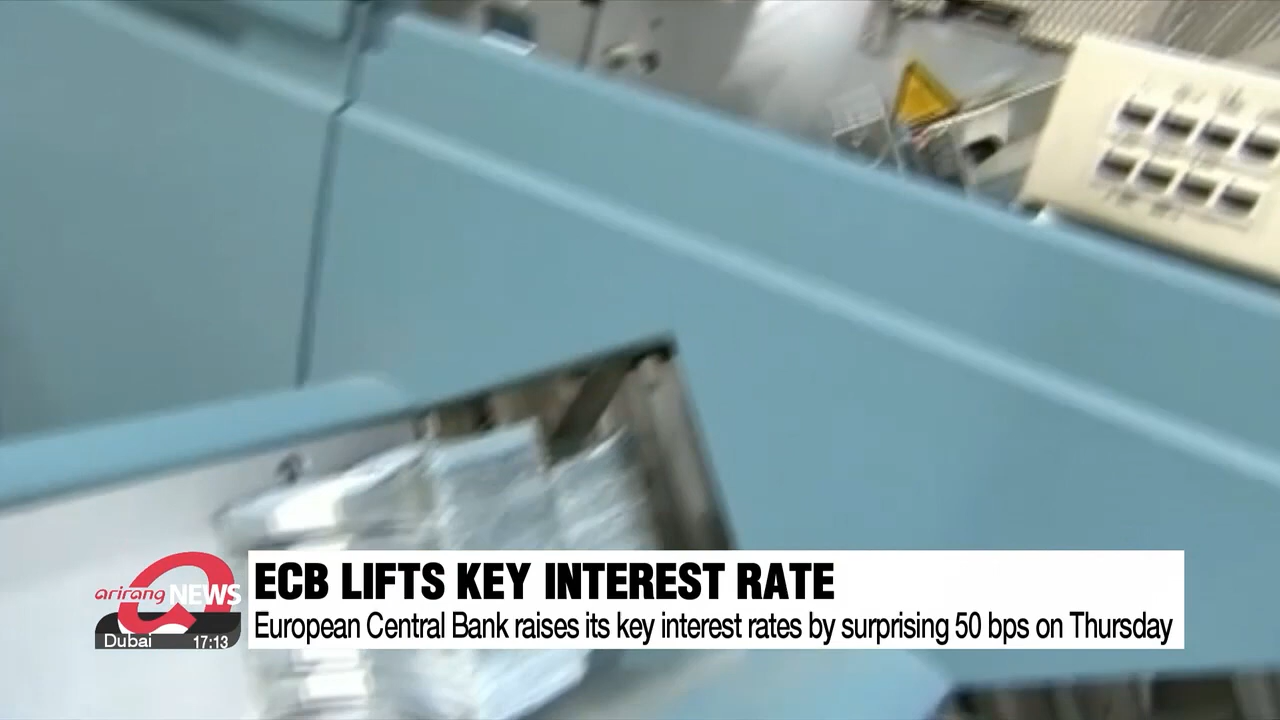 ECB LIFTS KEY INTEREST RATE
European Central Bank raises its key interest rates by surprising 50 bps on Thursday
arirang NEWS
Dubai 17:13